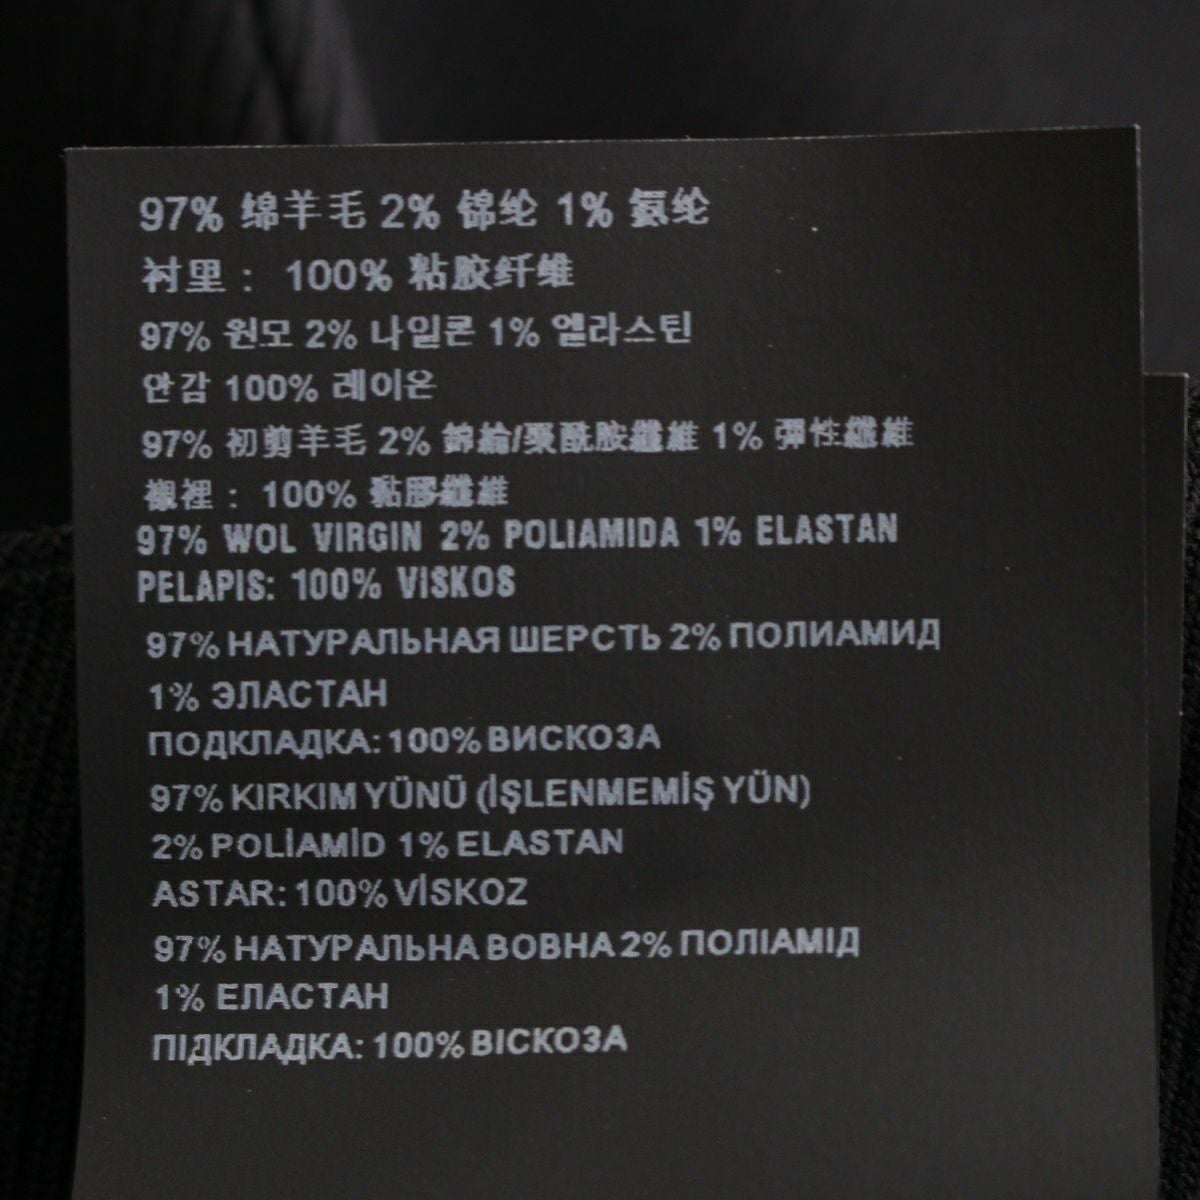 97% 绵羊毛 2% 锦纶 1% 氨纶
衬里： 100% 粘胶纤维
97% 원모 2% 나일론 1% 엘라스틴
안감 100% 레이온
97% 初剪羊毛 2% 錦綸/聚酰胺纖維 1% 彈性纖維
襯裡： 100% 黏膠纖維
97% WOL VIRGIN 2% POLIAMIDA 1% ELASTAN
PELAPIS: 100% VISKOS
97% НАТУРАЛЬНАЯ ШЕРСТЬ 2% ПОЛИАМИД
1% ЭЛАСТАН
ПОДКЛАДКА: 100% ВИСКОЗА
97% KIRKIM YÜNÜ (İŞLENMEMİŞ YÜN)
2% POLİAMİD 1% ELASTAN
ASTAR: 100% VİSKOZ
97% НАТУРАЛЬНА ВОВНА 2% ПОЛІАМІД
1% ЕЛАСТАН
ПІДКЛАДКА: 100% ВІСКОЗА